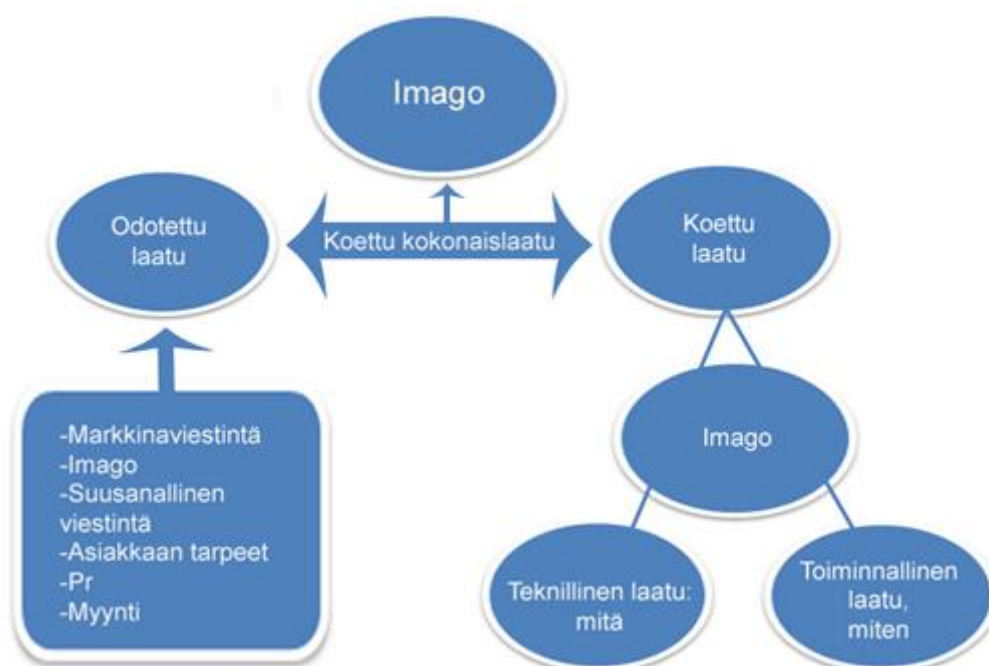 Imago
Odotettu
laatu
Koettu kokonaislaatu
Koettu
laatu
-Markkinaviestintä
-Imago
-Suusanallinen
viestintä
-Asiakkaan tarpeet
-Pr
-Myynti
Imago
Teknillinen laatu:
mitä
Toiminnallinen
laatu,
miten